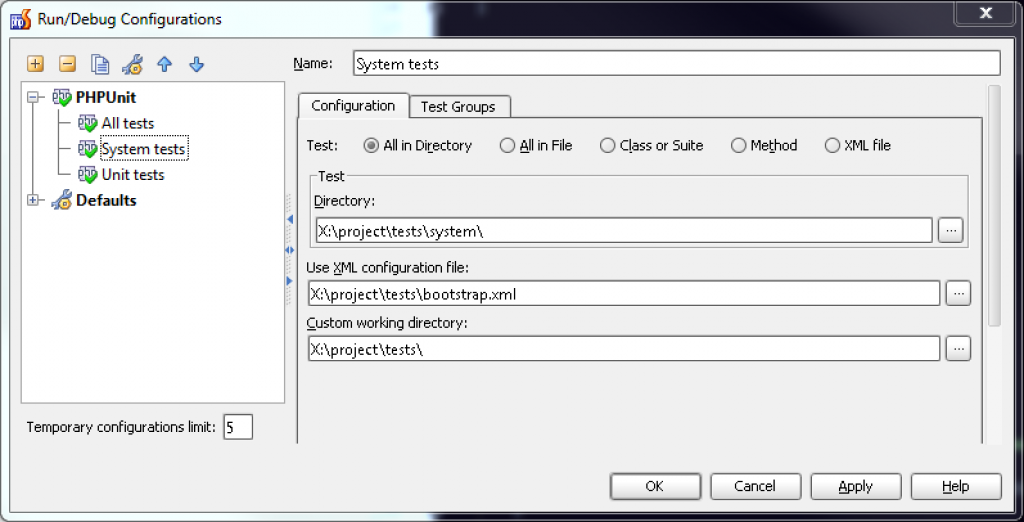 Run/Debug Configurations
Name: System tests
PHPUnit
All tests
System tests
Unit tests
Defaults
Temporary configurations limit: 5
Configuration Test Groups
Test: All in Directory All in File Class or Suite Method XML file
Test
Directory:
X:\project\tests\system\
...
Use XML configuration file:
X:\project\tests\bootstrap.xml
...
Custom working directory:
X:\project\tests\
...
OK Cancel Apply Help